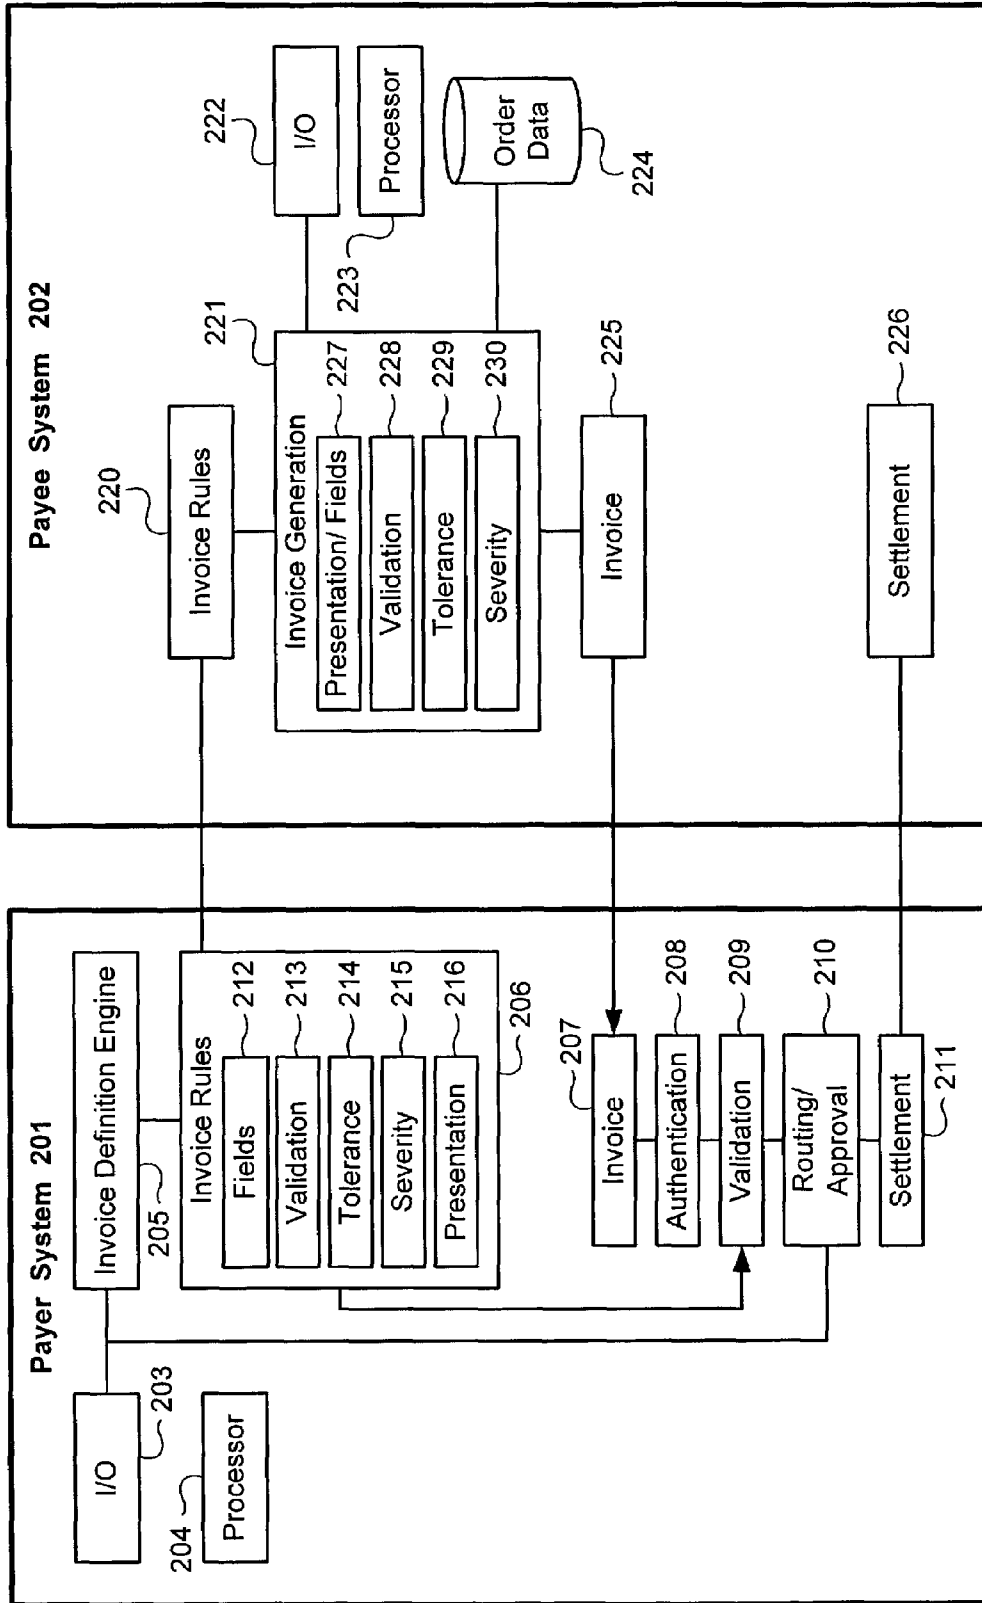 Payer System 201
I/O
203
Processor
204
Invoice Definition Engine
205
Invoice Rules
Fields
212
Validation
213
Tolerance
214
Severity
215
Presentation
216
206
207
Invoice
Authentication
208
Validation
209
Routing/
Approval
210
Settlement
211
Payee System 202
220
Invoice Rules
221
Invoice Generation
Presentation/ Fields
227
Validation
228
Tolerance
229
Severity
230
222
I/O
Processor
223
Order
Data
224
Invoice
225
Settlement
226